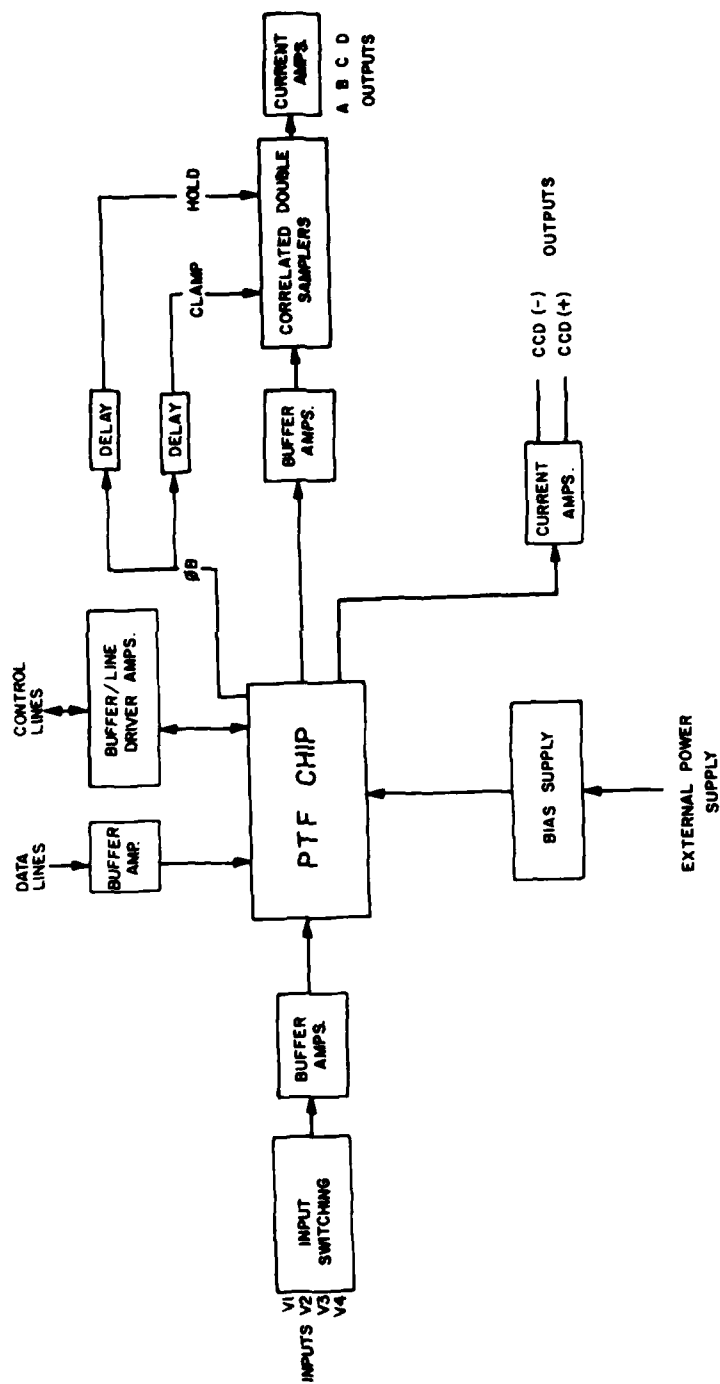 DATA
LINES
CONTROL
LINES
BUFFER
AMP.
BUFFER/LINE
DRIVER AMPS.
DELAY
DELAY
HOLD
CLAMP
ØB
INPUTS
V1
V2
V3
V4
INPUT
SWITCHING
BUFFER
AMPS.
PTF CHIP
BUFFER
AMPS.
CORRELATED DOUBLE
SAMPLERS
CURRENT
AMPS.
A B C D
OUTPUTS
CURRENT
AMPS.
CCD (-)
CCD (+)
OUTPUTS
BIAS SUPPLY
EXTERNAL POWER
SUPPLY